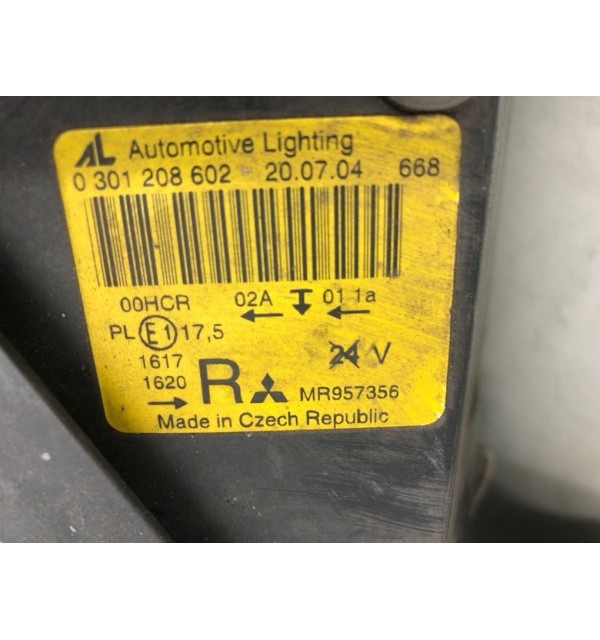 AL Automotive Lighting
0 301 208 602 20.07.04 668
00HCR 02A 01 1a
PL E1 17,5
1617 24 V
1620 R MR957356
Made in Czech Republic